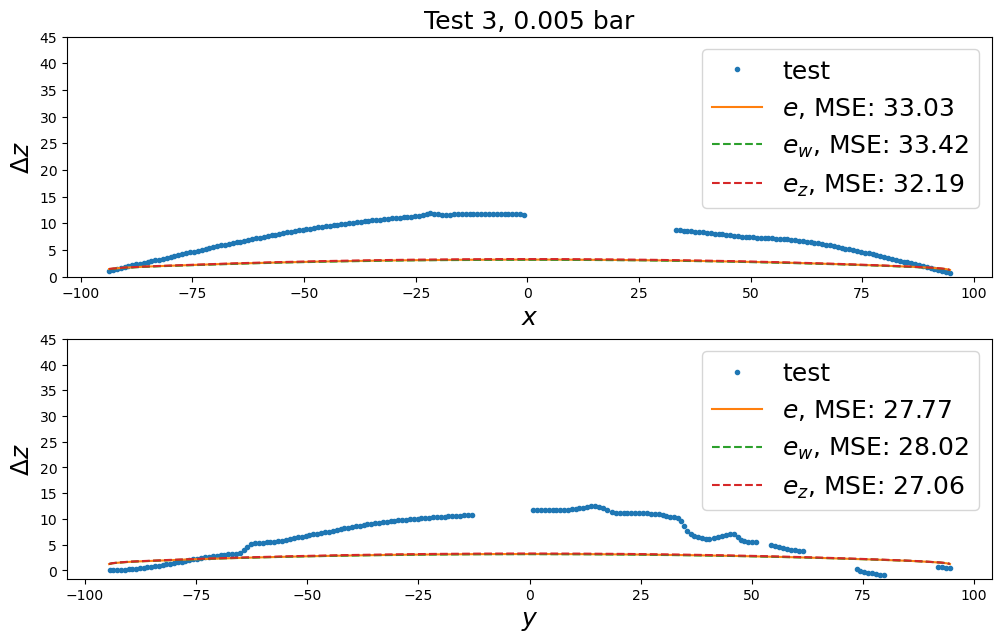 Test 3, 0.005 bar
45
40
35
30
25
20
15
10
5
0
Δz
test
e, MSE: 33.03
e_w, MSE: 33.42
e_z, MSE: 32.19
−100 −75 −50 −25 0 25 50 75 100
x
45
40
35
30
25
20
15
10
5
0
Δz
test
e, MSE: 27.77
e_w, MSE: 28.02
e_z, MSE: 27.06
−100 −75 −50 −25 0 25 50 75 100
y